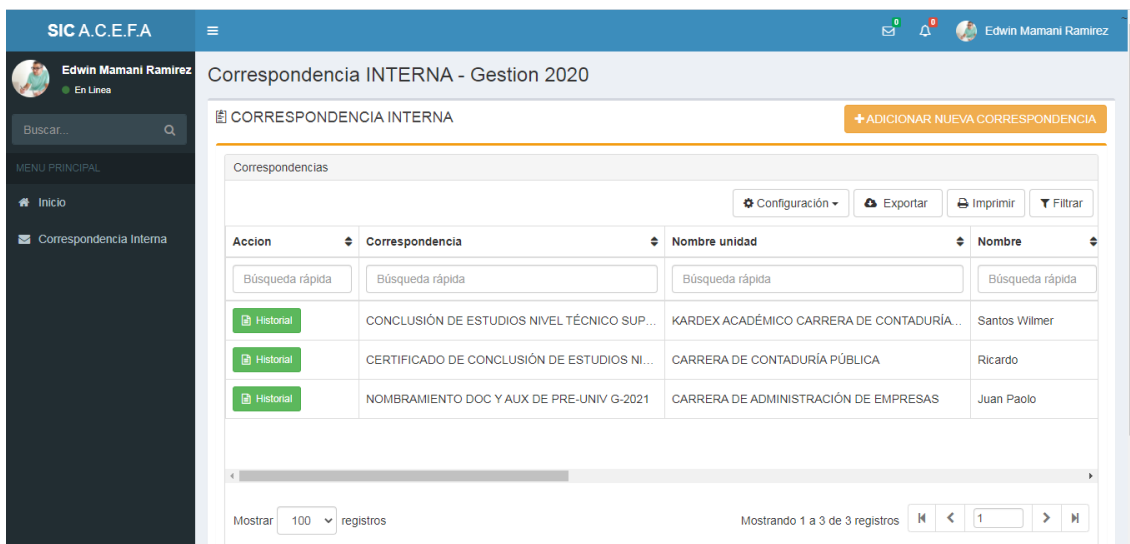 SIC A.C.E.F.A
0 0 Edwin Mamani Ramirez
Edwin Mamani Ramirez
En Linea
Buscar...
MENU PRINCIPAL
Inicio
Correspondencia Interna
Correspondencia INTERNA - Gestion 2020
CORRESPONDENCIA INTERNA
+ADICIONAR NUEVA CORRESPONDENCIA
Correspondencias
Configuración Exportar Imprimir Filtrar
Accion Correspondencia Nombre unidad Nombre
Búsqueda rápida Búsqueda rápida Búsqueda rápida Búsqueda rápida
Historial CONCLUSIÓN DE ESTUDIOS NIVEL TÉCNICO SUP... KARDEX ACADÉMICO CARRERA DE CONTADURÍA... Santos Wilmer
Historial CERTIFICADO DE CONCLUSIÓN DE ESTUDIOS NI... CARRERA DE CONTADURÍA PÚBLICA Ricardo
Historial NOMBRAMIENTO DOC Y AUX DE PRE-UNIV G-2021 CARRERA DE ADMINISTRACIÓN DE EMPRESAS Juan Paolo
Mostrar 100 registros Mostrando 1 a 3 de 3 registros 1